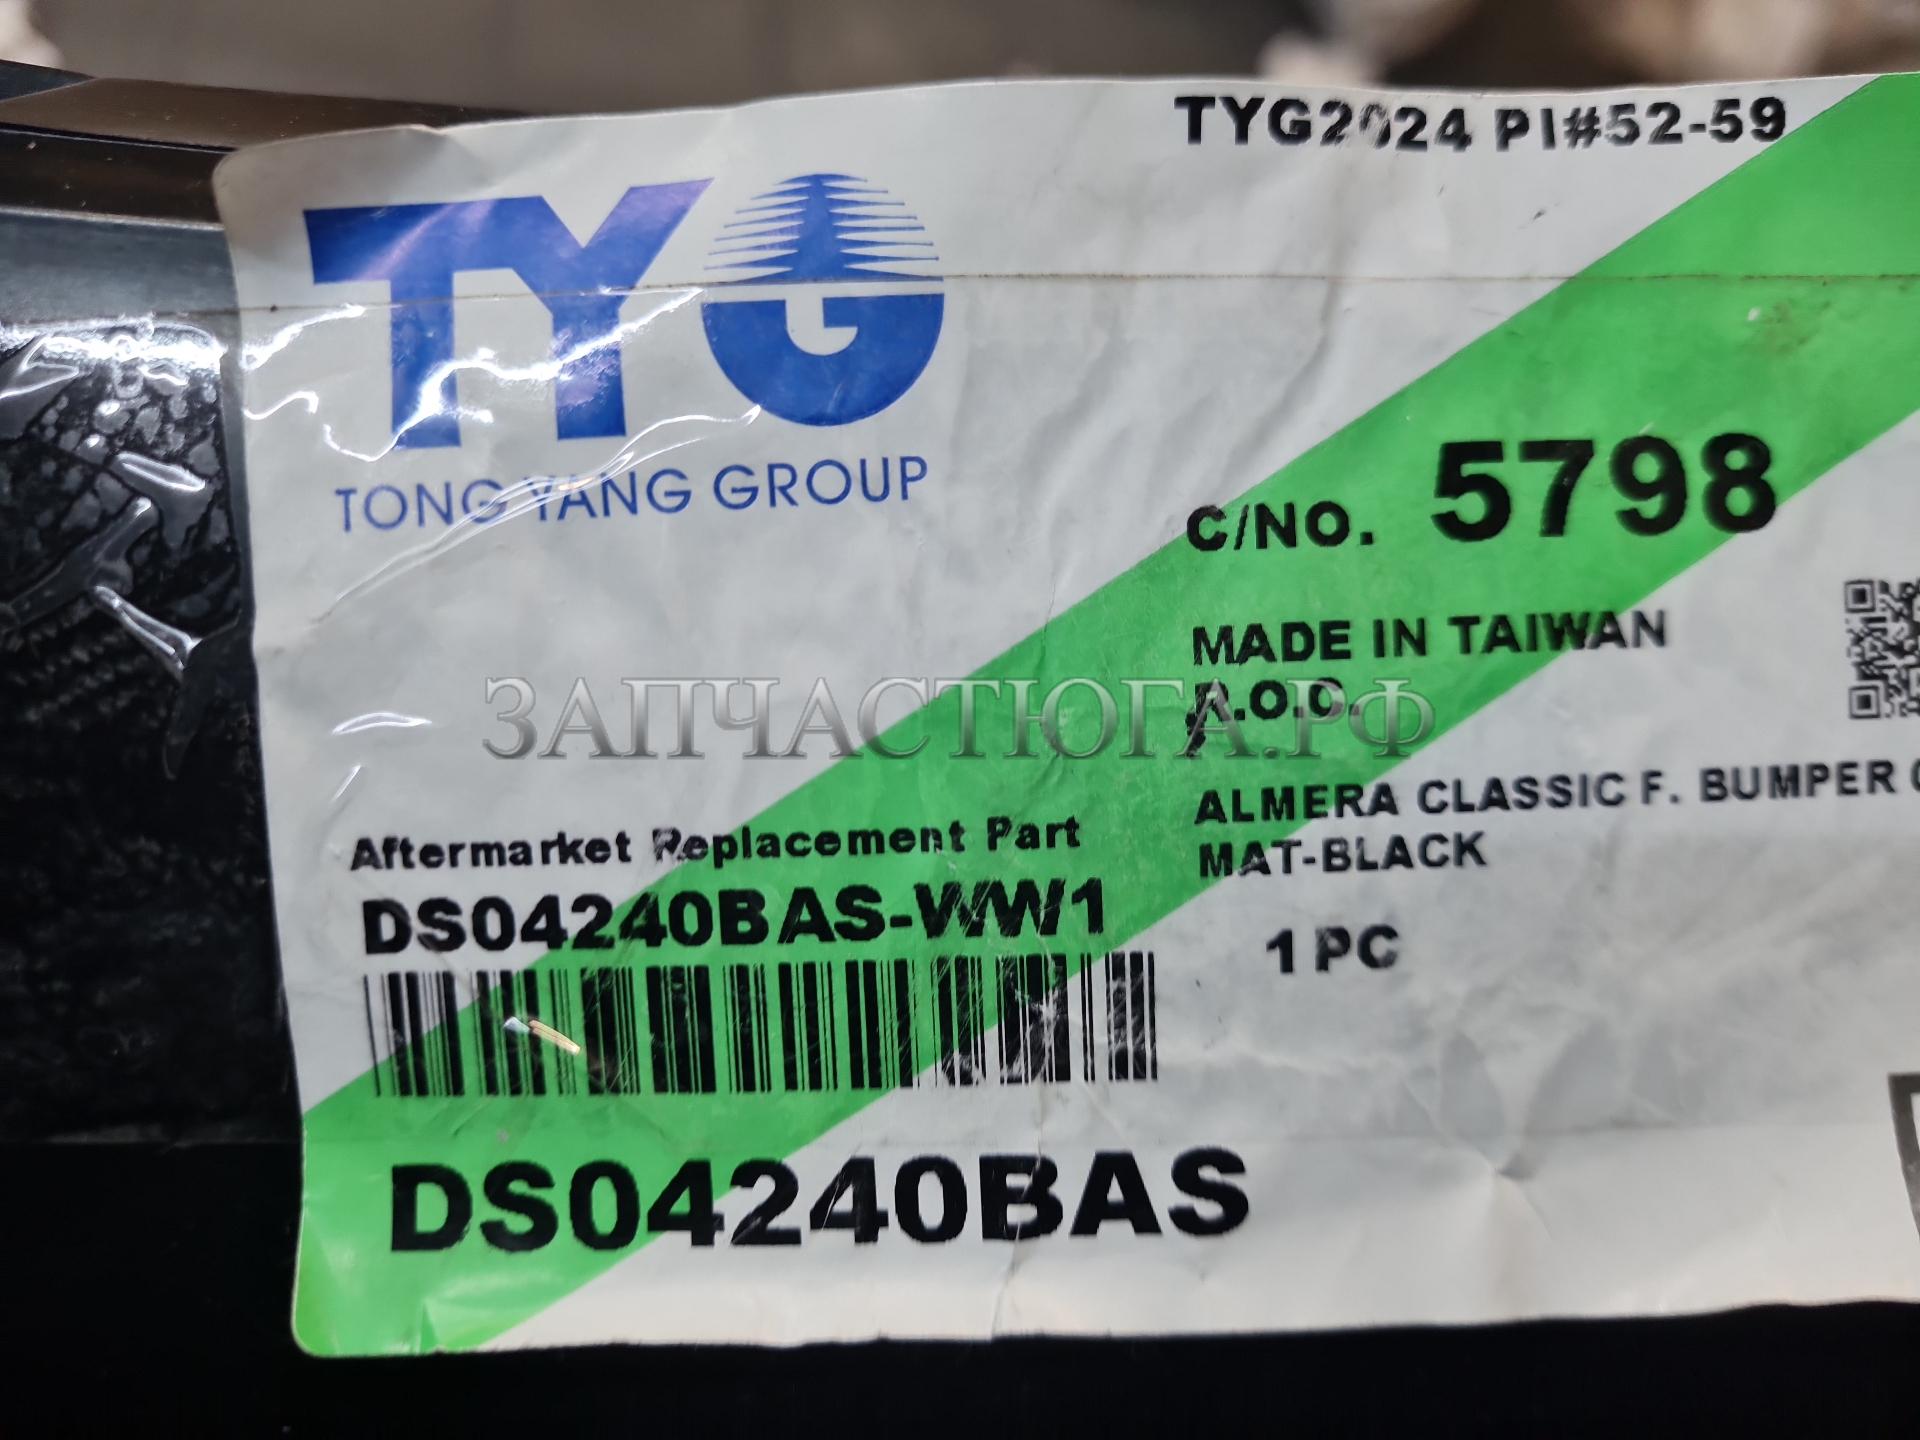 TYG2024 PI#52-59
TYG
TONG YANG GROUP
C/NO. 5798
MADE IN TAIWAN
R.O.C.
ЗАПЧАСТЮГА.РФ
ALMERA CLASSIC F. BUMPER
MAT-BLACK
1 PC
Aftermarket Replacement Part
DS04240BAS-WW1
DS04240BAS